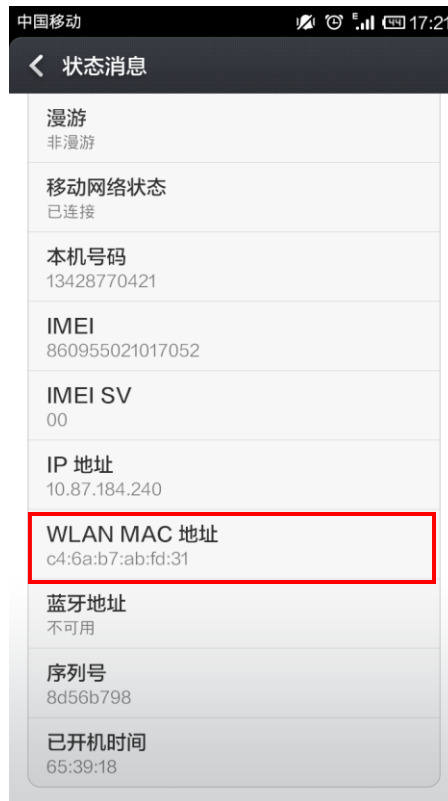 中国移动 E 44 17:21
状态消息
漫游
非漫游
移动网络状态
已连接
本机号码
13428770421
IMEI
860955021017052
IMEI SV
00
IP 地址
10.87.184.240
WLAN MAC 地址
c4:6a:b7:ab:fd:31
蓝牙地址
不可用
序列号
8d56b798
已开机时间
65:39:18